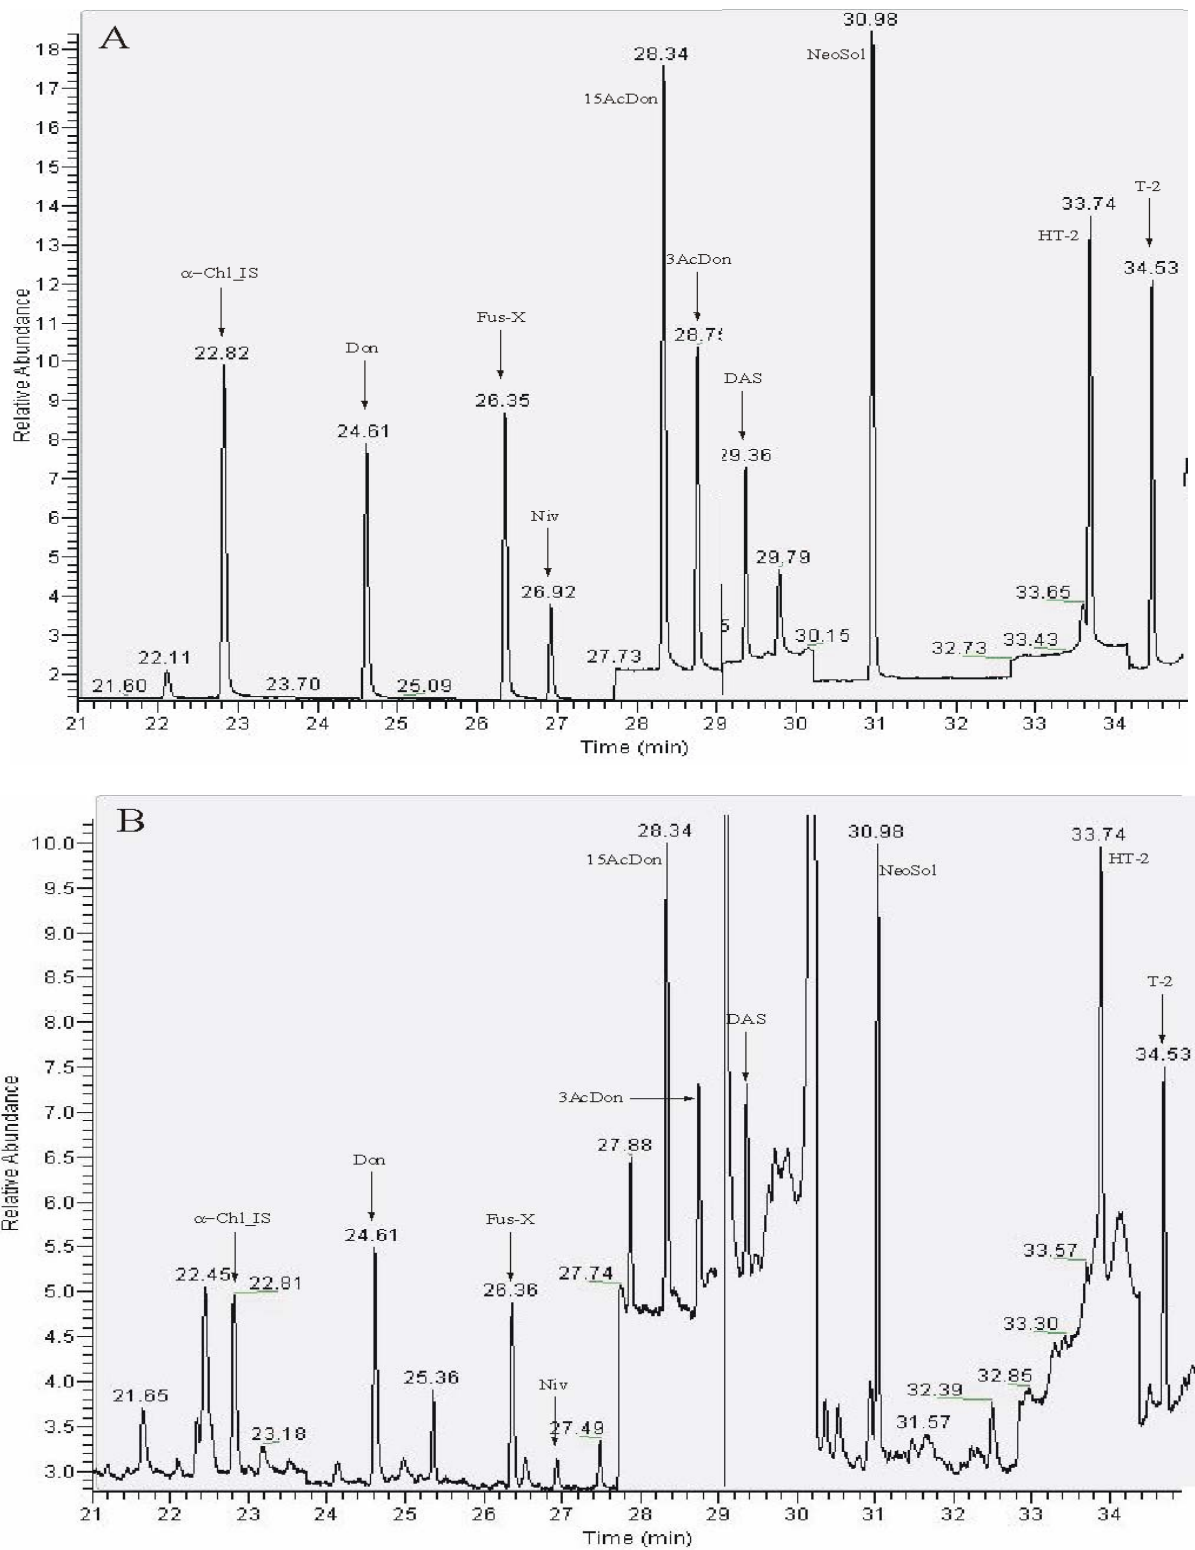 A
30.98
NeoSol
28.34
15AcDon
T-2
33.74
HT-2
34.53
3AcDon
28.75
α-Chl_IS
22.82
Fus-X
26.35
Don
24.61
DAS
29.36
Niv
26.92
29.79
33.65
33.43
32.73
30.15
27.73
22.11
21.60
23.70
25.09
5
18
17
16
15
14
13
12
11
10
9
8
7
6
5
4
3
2
Relative Abundance
21 22 23 24 25 26 27 28 29 30 31 32 33 34
Time (min)
B
28.34
15AcDon
30.98
NeoSol
33.74
HT-2
T-2
34.53
DAS
3AcDon
27.88
Don
24.61
α-Chl_IS
22.45
22.81
Fus-X
26.36
27.74
33.57
33.30
32.85
32.39
31.57
21.65
25.36
Niv
27.49
23.18
10.0
9.5
9.0
8.5
8.0
7.5
7.0
6.5
6.0
5.5
5.0
4.5
4.0
3.5
3.0
Relative Abundance
21 22 23 24 25 26 27 28 29 30 31 32 33 34
Time (min)